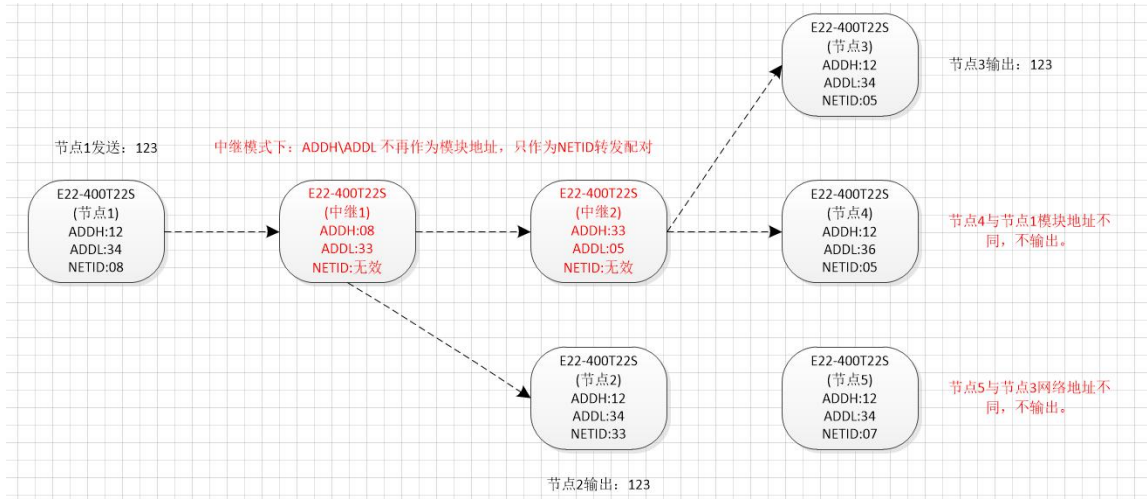 E22-400T22S
(节点3)
ADDH:12
ADDL:34
NETID:05
节点3输出：123
节点1发送：123
中继模式下：ADDH\ADDL 不再作为模块地址，只作为NETID转发配对
E22-400T22S
(节点1)
ADDH:12
ADDL:34
NETID:08
E22-400T22S
(中继1)
ADDH:08
ADDL:33
NETID:无效
E22-400T22S
(中继2)
ADDH:33
ADDL:05
NETID:无效
E22-400T22S
(节点4)
ADDH:12
ADDL:36
NETID:05
节点4与节点1模块地址不
同，不输出。
E22-400T22S
(节点2)
ADDH:12
ADDL:34
NETID:33
E22-400T22S
(节点5)
ADDH:12
ADDL:34
NETID:07
节点5与节点3网络地址不
同，不输出。
节点2输出：123